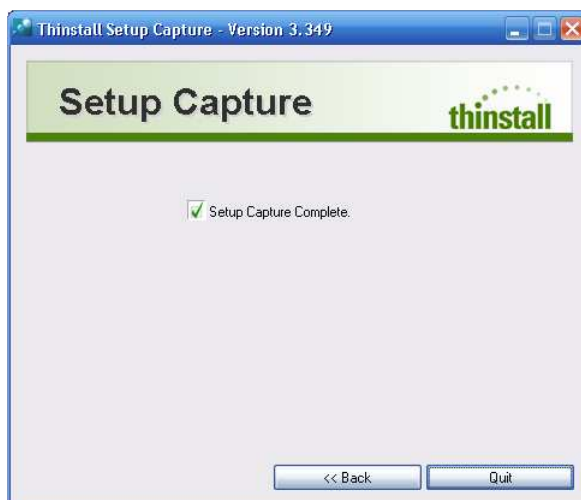 Thinstall Setup Capture - Version 3.349
Setup Capture
thinstall
Setup Capture Complete.
<< Back
Quit